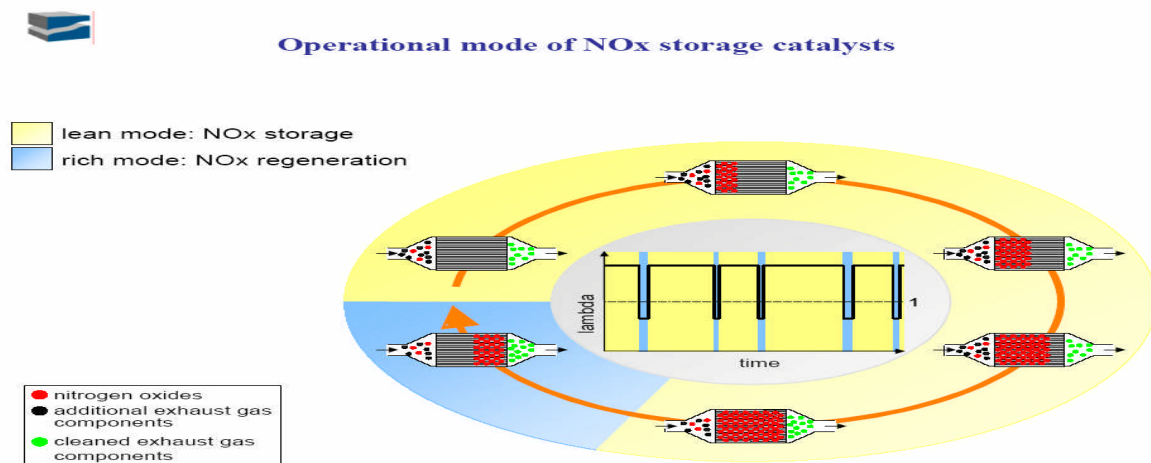 Operational mode of NOx storage catalysts
lean mode: NOx storage
rich mode: NOx regeneration
lambda
1
time
nitrogen oxides
additional exhaust gas
components
cleaned exhaust gas
components